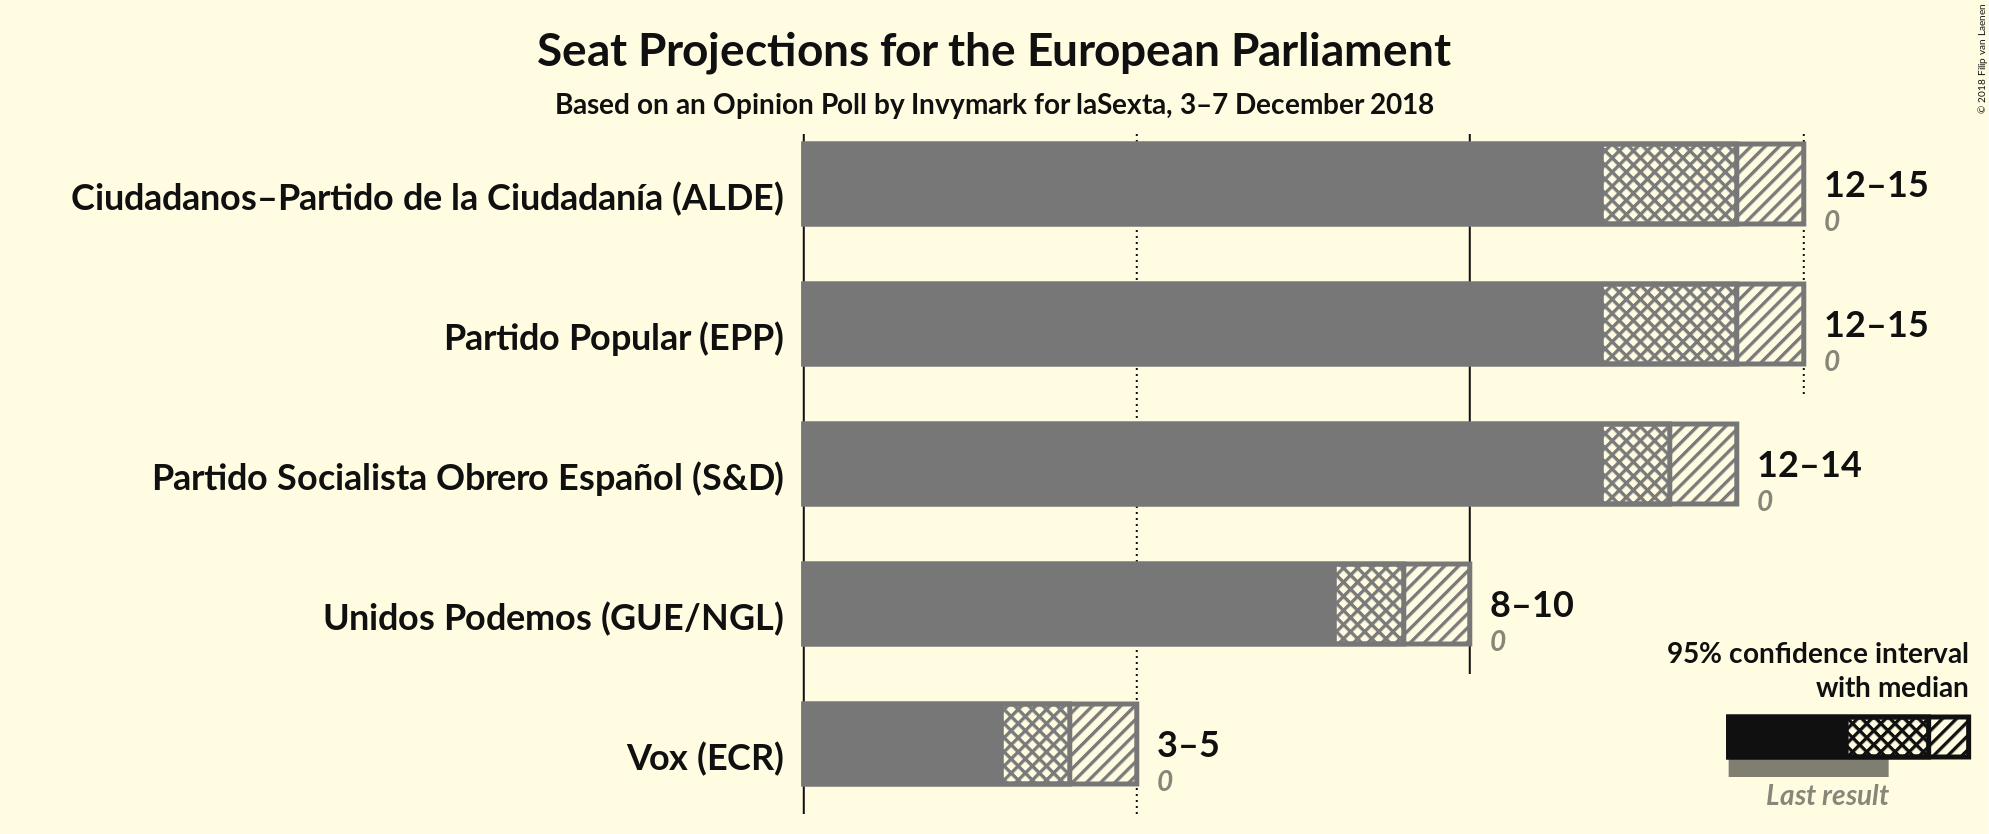 Seat Projections for the European Parliament
Based on an Opinion Poll by Invymark for laSexta, 3–7 December 2018
© 2018 Filip van Laenen
Ciudadanos–Partido de la Ciudadanía (ALDE)
12–15
0
Partido Popular (EPP)
12–15
0
Partido Socialista Obrero Español (S&D)
12–14
0
Unidos Podemos (GUE/NGL)
8–10
0
Vox (ECR)
3–5
0
95% confidence interval
with median
Last result